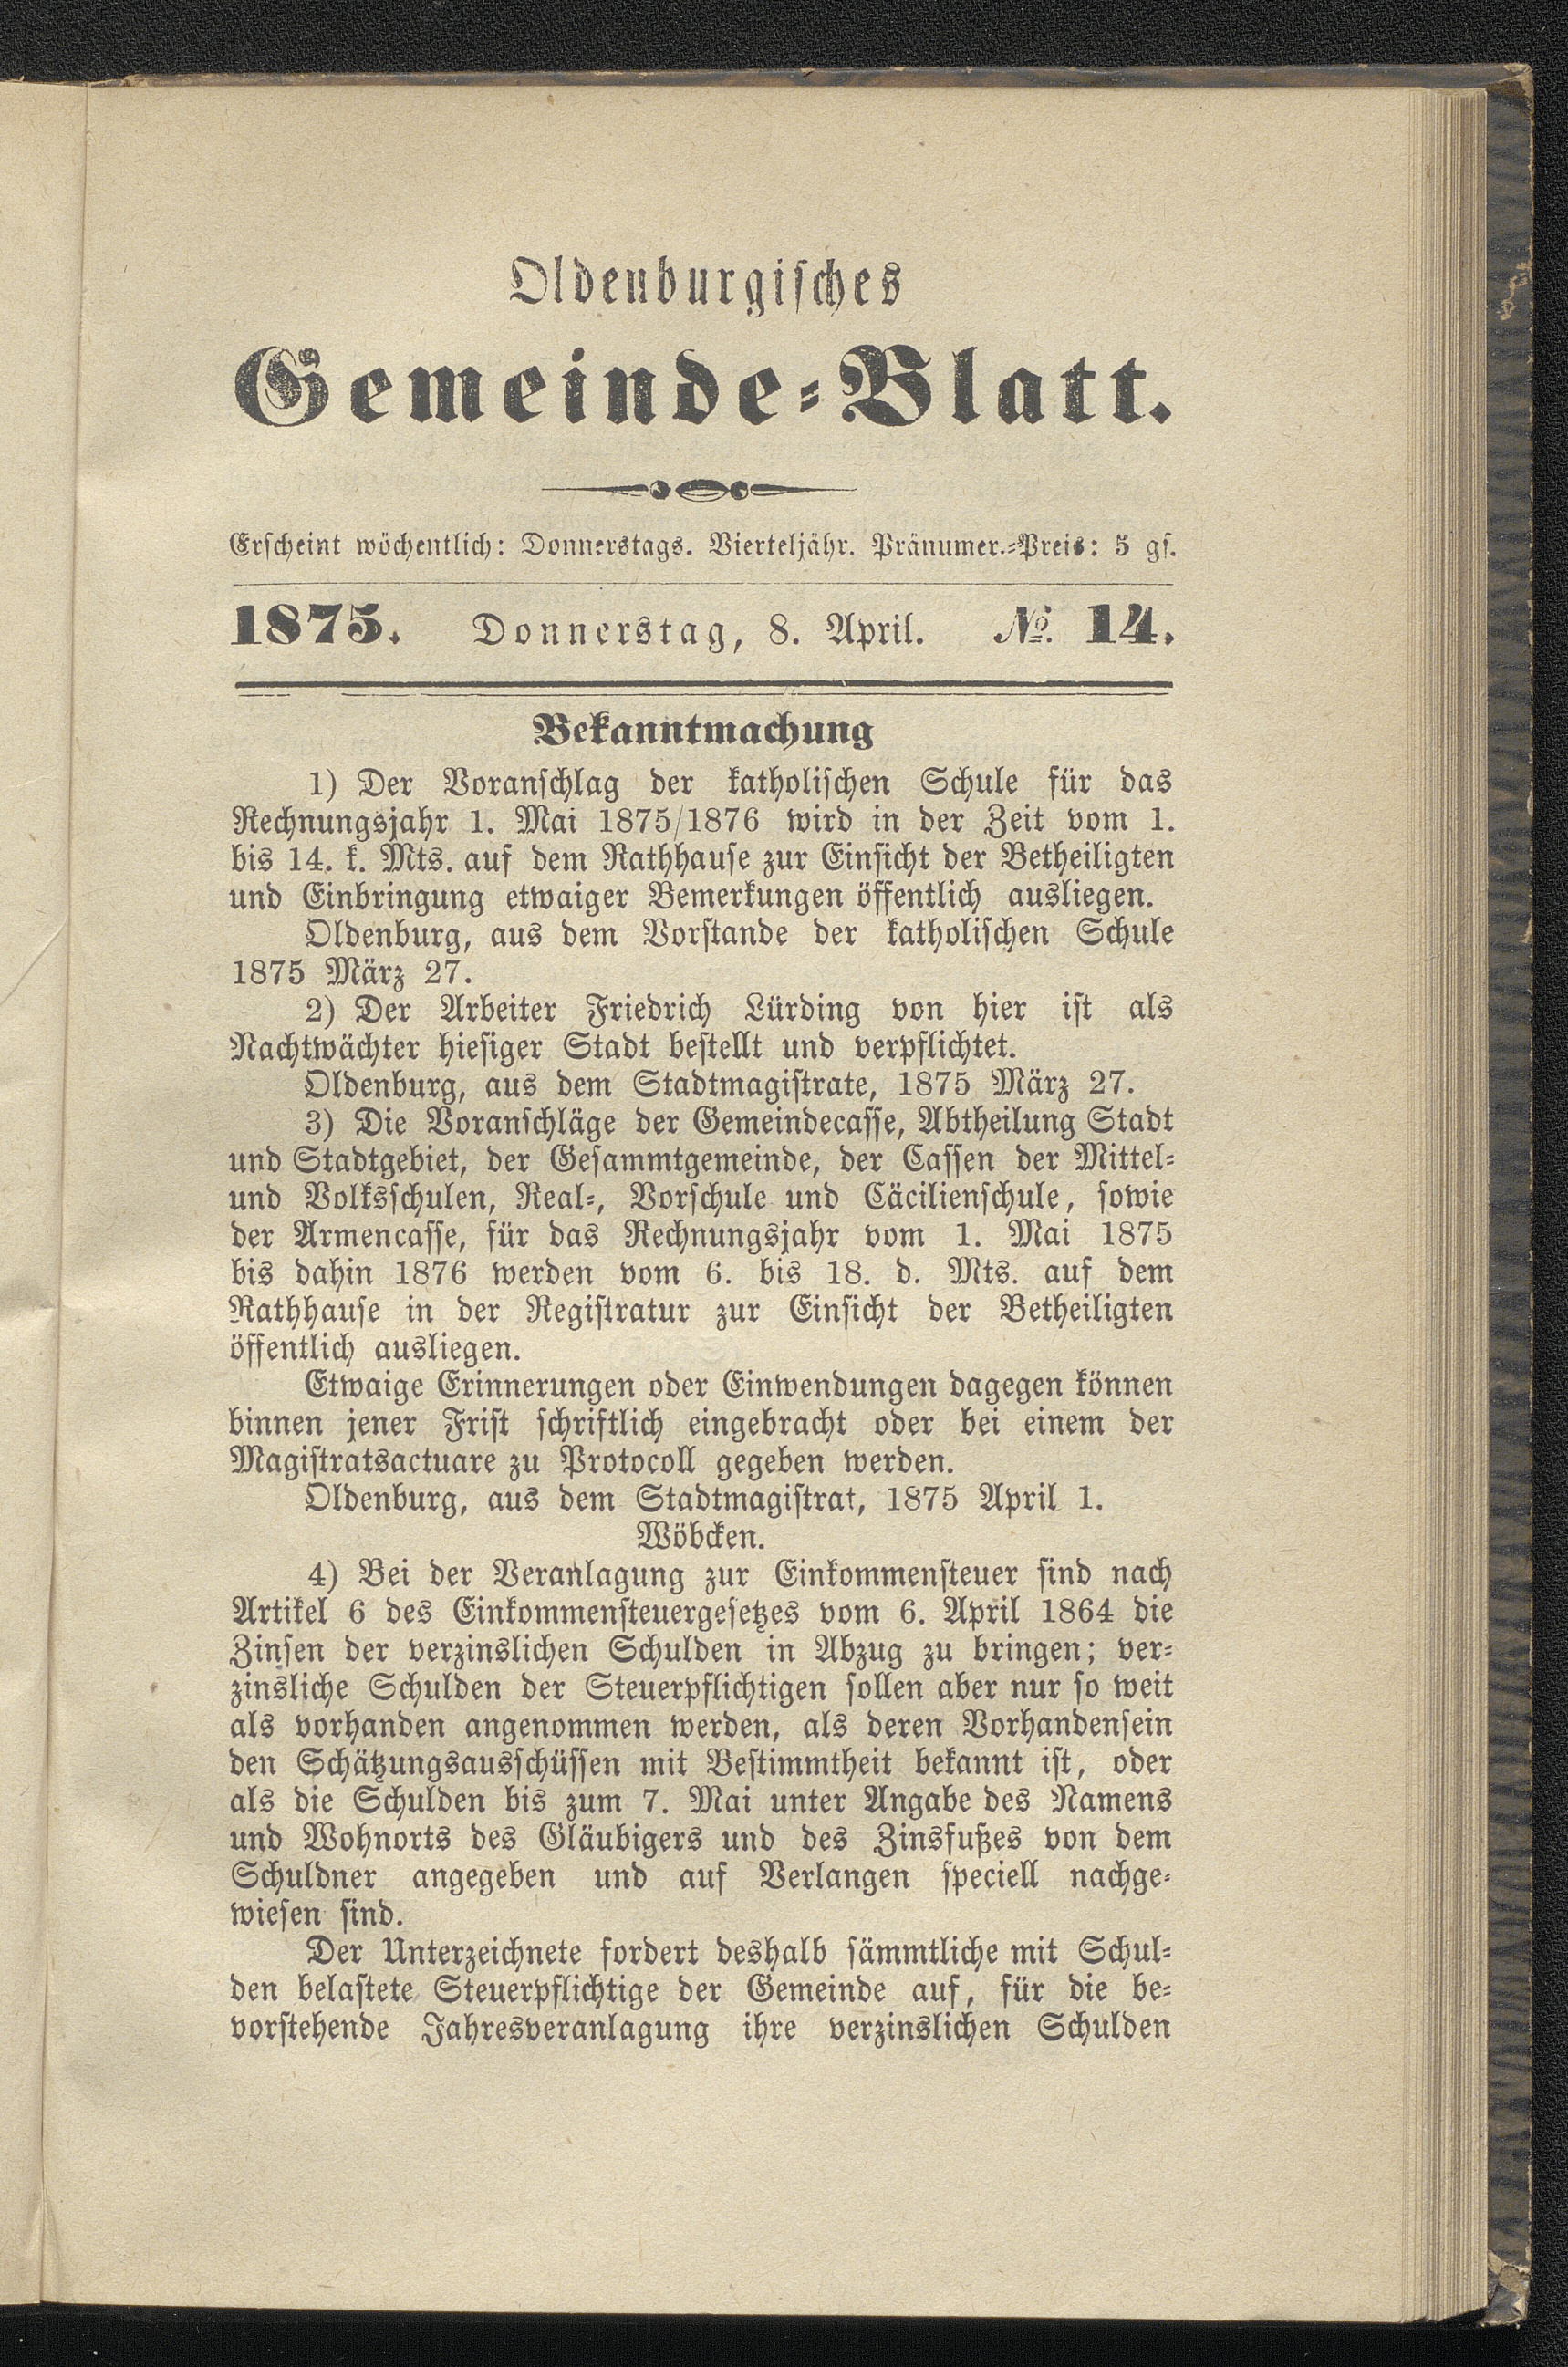 Oldenburgisches
Gemeinde-Blatt.
Erscheint wöchentlich: Donnerstags. Vierteljähr. Pränumer.-Preis: 5 gs.
1875. Donnerstag, 8. April. № 14.
Bekanntmachung
1) Der Voranschlag der katholischen Schule für das
Rechnungsjahr 1. Mai 1875/1876 wird in der Zeit vom 1.
bis 14. k. Mts. auf dem Rathhause zur Einsicht der Betheiligten
und Einbringung etwaiger Bemerkungen öffentlich ausliegen.
Oldenburg, aus dem Vorstande der katholischen Schule
1875 März 27.
2) Der Arbeiter Friedrich Lürding von hier ist als
Nachtwächter hiesiger Stadt bestellt und verpflichtet.
Oldenburg, aus dem Stadtmagistrate, 1875 März 27.
3) Die Voranschläge der Gemeindecasse, Abtheilung Stadt
und Stadtgebiet, der Gesammtgemeinde, der Cassen der Mittel-
und Volksschulen, Real-, Vorschule und Cäcilienschule, sowie
der Armencasse, für das Rechnungsjahr vom 1. Mai 1875
bis dahin 1876 werden vom 6. bis 18. d. Mts. auf dem
Rathhause in der Registratur zur Einsicht der Betheiligten
öffentlich ausliegen.
Etwaige Erinnerungen oder Einwendungen dagegen können
binnen jener Frist schriftlich eingebracht oder bei einem der
Magistratsactuare zu Protocoll gegeben werden.
Oldenburg, aus dem Stadtmagistrat, 1875 April 1.
Wöbcken.
4) Bei der Veranlagung zur Einkommensteuer sind nach
Artikel 6 des Einkommensteuergesetzes vom 6. April 1864 die
Zinsen der verzinslichen Schulden in Abzug zu bringen; ver-
zinsliche Schulden der Steuerpflichtigen sollen aber nur so weit
als vorhanden angenommen werden, als deren Vorhandensein
den Schätzungsausschüssen mit Bestimmtheit bekannt ist, oder
als die Schulden bis zum 7. Mai unter Angabe des Namens
und Wohnorts des Gläubigers und des Zinsfußes von dem
Schuldner angegeben und auf Verlangen speciell nachge-
wiesen sind.
Der Unterzeichnete fordert deshalb sämmtliche mit Schul-
den belastete Steuerpflichtige der Gemeinde auf, für die be-
vorstehende Jahresveranlagung ihre verzinslichen Schulden